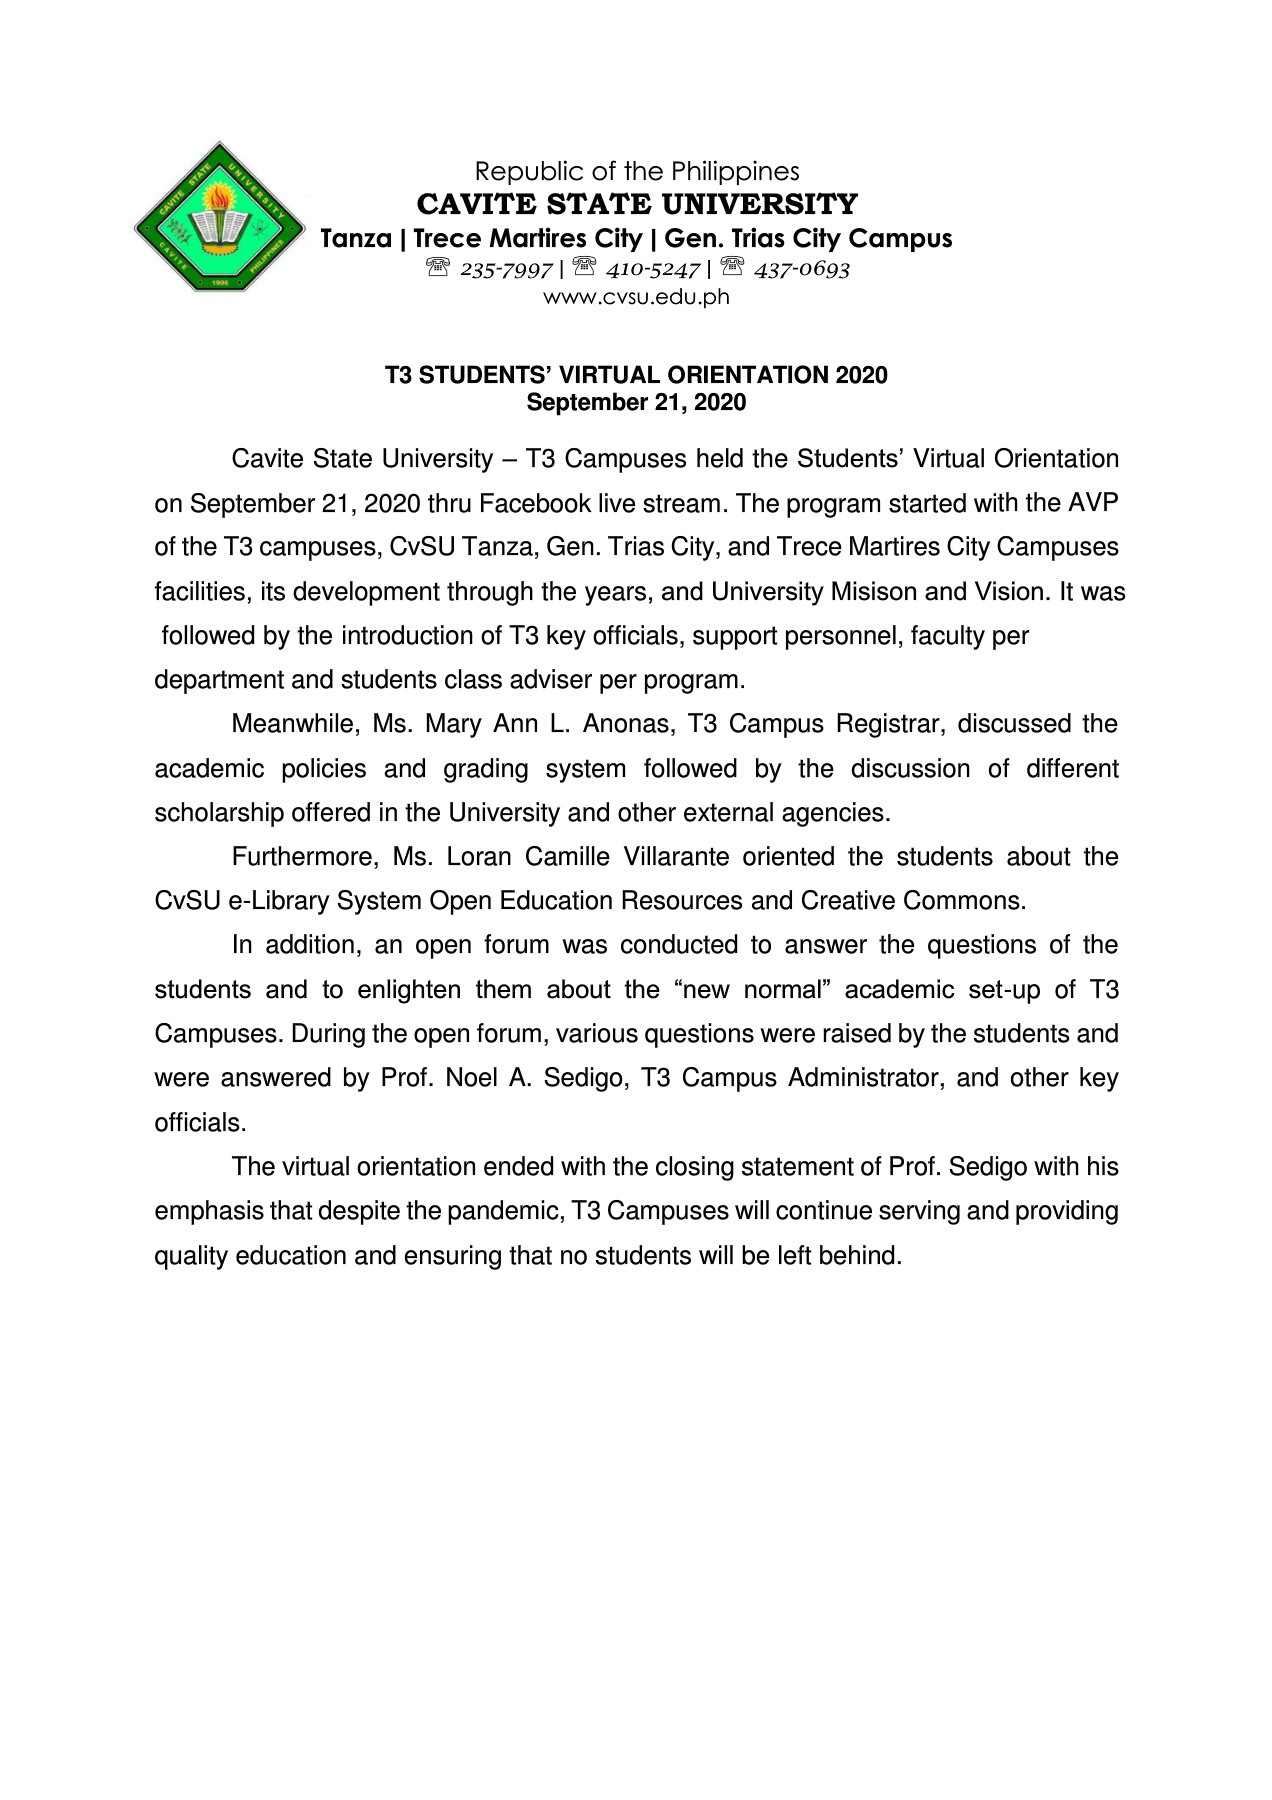 CAVITE STATE UNIVERSITY
CAVITE
PHILIPPINES
1906
Republic of the Philippines
CAVITE STATE UNIVERSITY
Tanza | Trece Martires City | Gen. Trias City Campus
☏ 235-7997 | ☏ 410-5247 | ☏ 437-0693
www.cvsu.edu.ph
T3 STUDENTS’ VIRTUAL ORIENTATION 2020
September 21, 2020
Cavite State University – T3 Campuses held the Students’ Virtual Orientation
on September 21, 2020 thru Facebook live stream. The program started with the AVP
of the T3 campuses, CvSU Tanza, Gen. Trias City, and Trece Martires City Campuses
facilities, its development through the years, and University Misison and Vision. It was
followed by the introduction of T3 key officials, support personnel, faculty per
department and students class adviser per program.
Meanwhile, Ms. Mary Ann L. Anonas, T3 Campus Registrar, discussed the
academic policies and grading system followed by the discussion of different
scholarship offered in the University and other external agencies.
Furthermore, Ms. Loran Camille Villarante oriented the students about the
CvSU e-Library System Open Education Resources and Creative Commons.
In addition, an open forum was conducted to answer the questions of the
students and to enlighten them about the “new normal” academic set-up of T3
Campuses. During the open forum, various questions were raised by the students and
were answered by Prof. Noel A. Sedigo, T3 Campus Administrator, and other key
officials.
The virtual orientation ended with the closing statement of Prof. Sedigo with his
emphasis that despite the pandemic, T3 Campuses will continue serving and providing
quality education and ensuring that no students will be left behind.